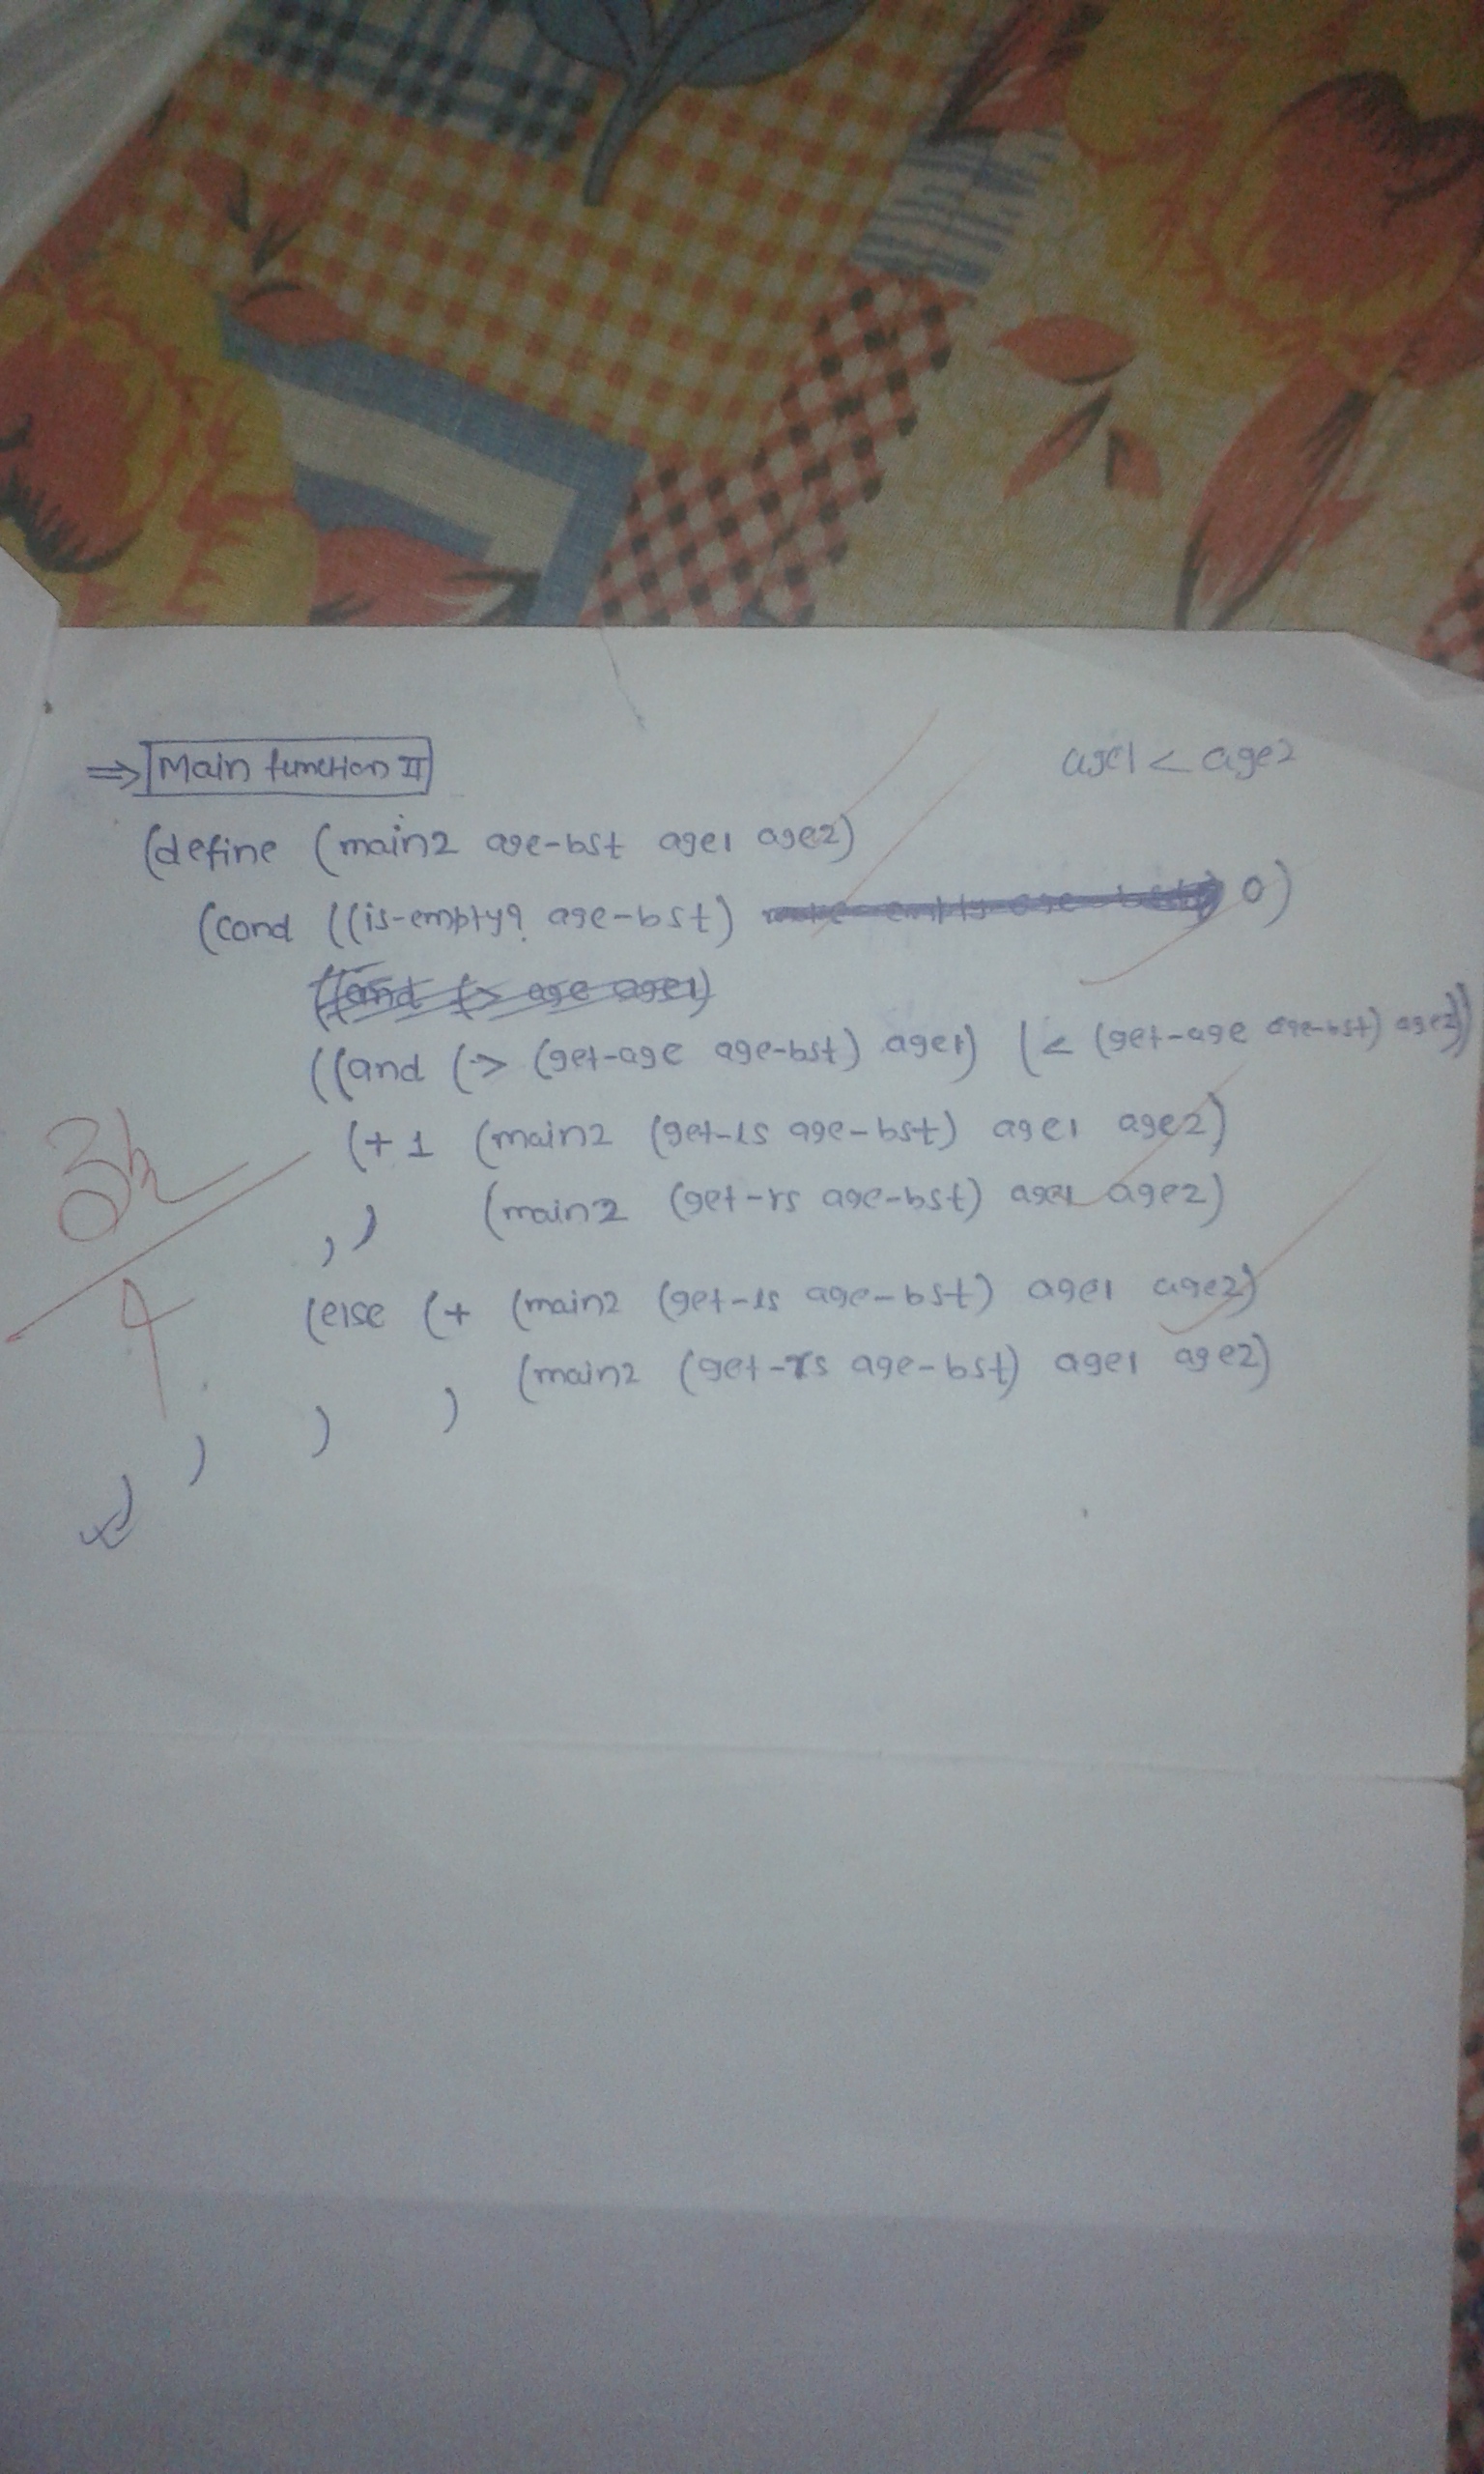 ⇒ Main function II
age1 < age2
(define (main2 age-bst age1 age2)
(cond ((is-empty? age-bst) 0)
((and (> age age1)
((and (> (get-age age-bst) age1) (< (get-age age-bst) age2))
(+ 1 (main2 (get-ls age-bst) age1 age2)
(main2 (get-rs age-bst) age1 age2)
)
)
(else (+ (main2 (get-ls age-bst) age1 age2)
(main2 (get-rs age-bst) age1 age2)
)
)
)
)